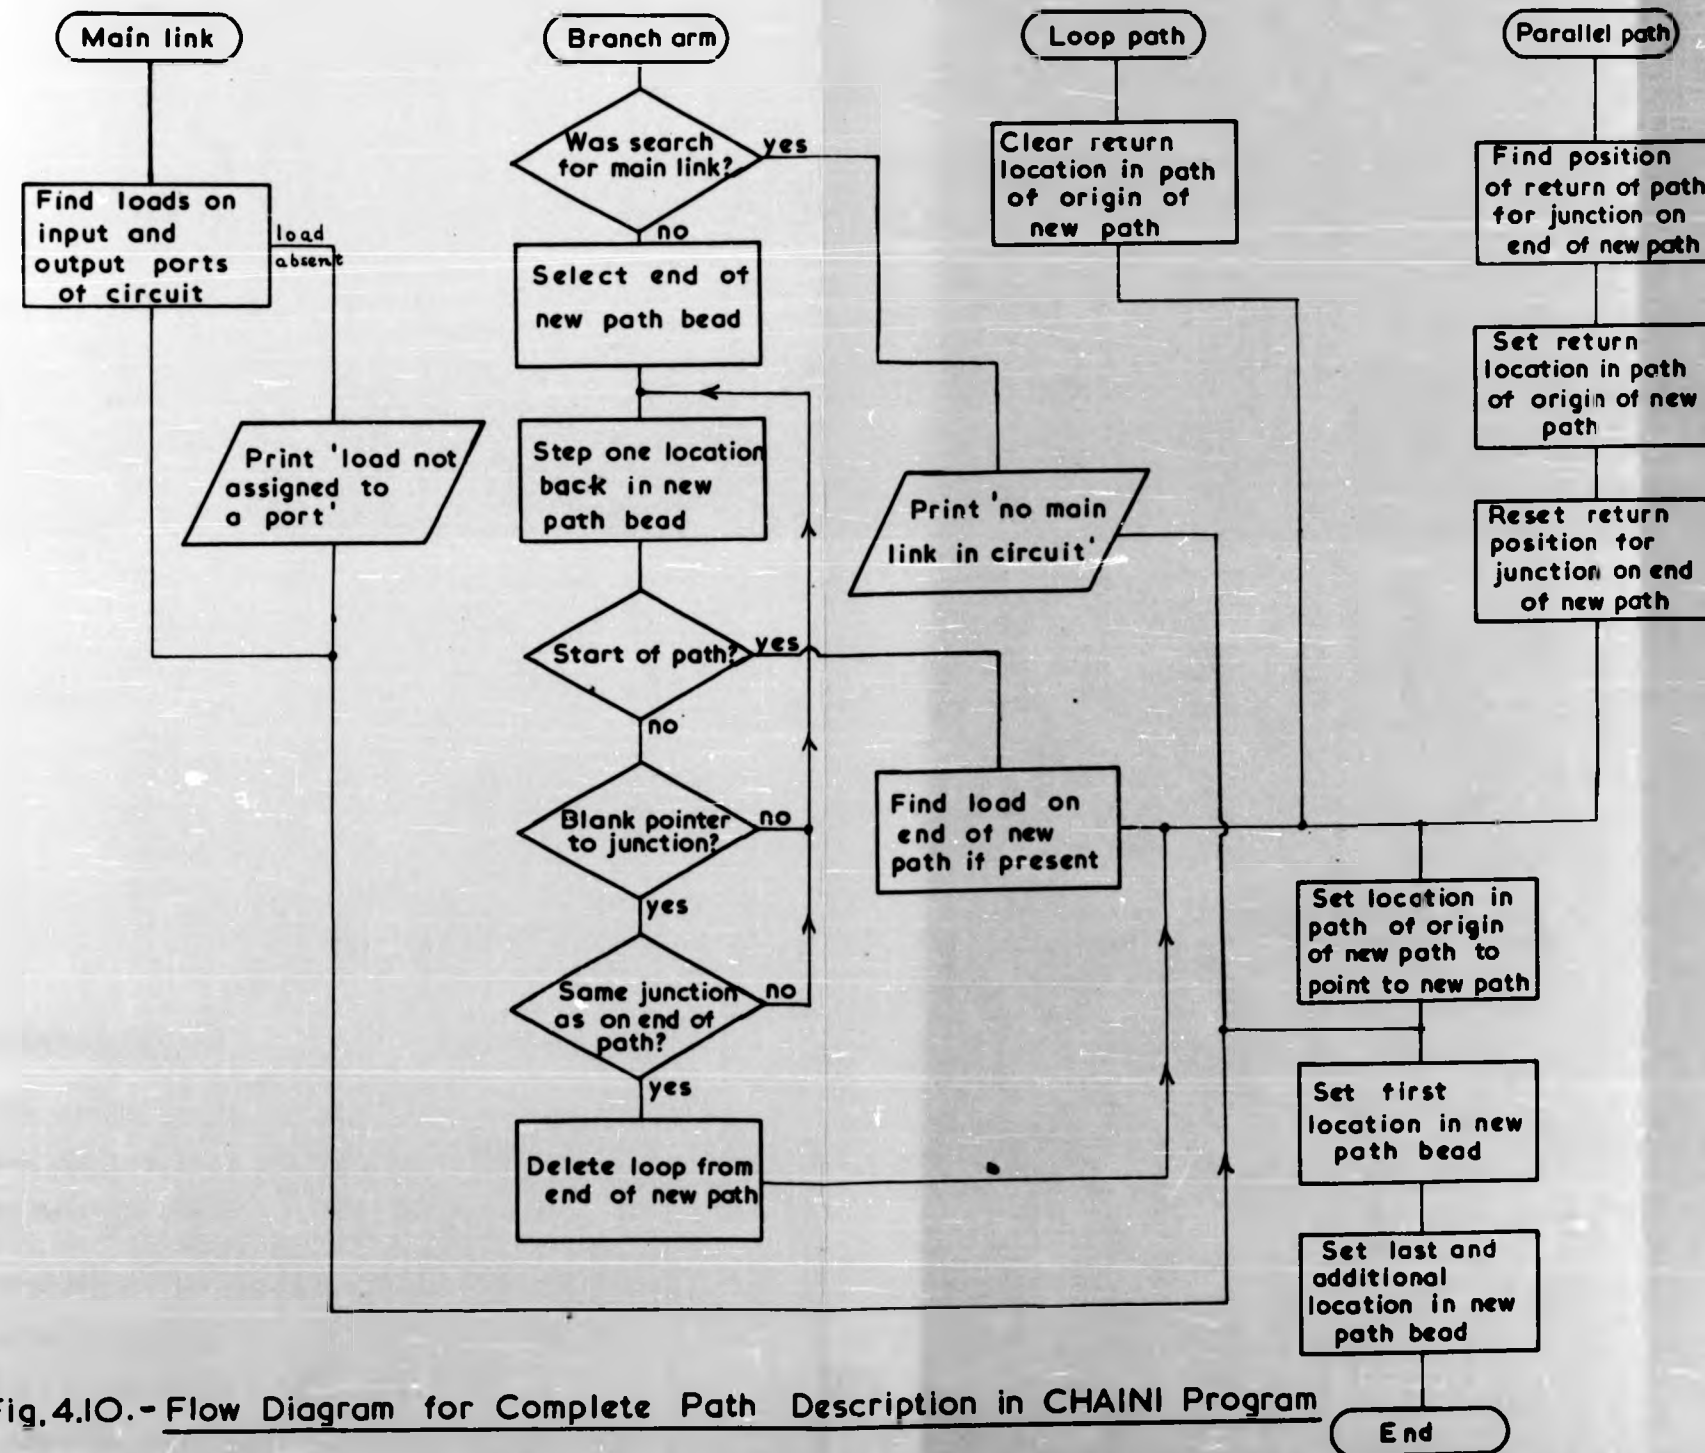 Main link
Find loads on
input and
output ports
of circuit
load
absent
Print 'load not
assigned to
a port'
Branch arm
Was search
for main link?
yes
no
Select end of
new path bead
Step one location
back in new
path bead
Start of path?
yes
no
Blank pointer
to junction?
no
yes
Same junction
as on end of
path?
no
yes
Delete loop from
end of new path
Loop path
Clear return
location in path
of origin of
new path
Print 'no main
link in circuit'
Find load on
end of new
path if present
Parallel path
Find position
of return of path
for junction on
end of new path
Set return
location in path
of origin of new
path
Reset return
position for
junction on end
of new path
Set location in
path of origin
of new path to
point to new path
Set first
location in new
path bead
Set last and
additional
location in new
path bead
End
ig. 4.10.- Flow Diagram for Complete Path Description in CHAIN1 Program